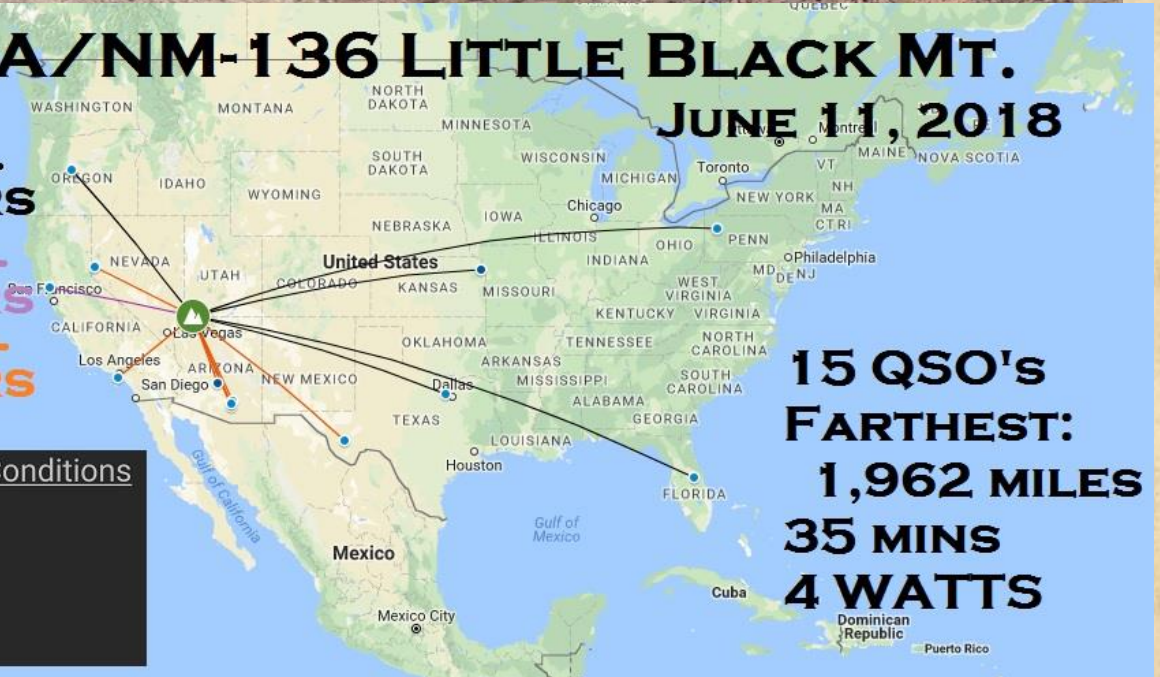 A/NM-136 LITTLE BLACK MT.
JUNE 11, 2018
RS
RS
RS
Conditions
15 QSO's
FARTHEST:
1,962 MILES
35 MINS
4 WATTS
QUEBEC
WASHINGTON
MONTANA
NORTH
DAKOTA
MINNESOTA
Montreal
MAINE
NOVA SCOTIA
OREGON
IDAHO
SOUTH
DAKOTA
WISCONSIN
MICHIGAN
Toronto
VT
NH
WYOMING
NEW YORK
MA
CT RI
NEBRASKA
IOWA
Chicago
ILLINOIS
INDIANA
OHIO
PENN
Philadelphia
NEVADA
UTAH
United States
COLORADO
KANSAS
MISSOURI
WEST
VIRGINIA
MD
DE
NJ
San Francisco
KENTUCKY
VIRGINIA
CALIFORNIA
Las Vegas
OKLAHOMA
TENNESSEE
NORTH
CAROLINA
Los Angeles
ARIZONA
NEW MEXICO
ARKANSAS
San Diego
Dallas
MISSISSIPPI
SOUTH
CAROLINA
ALABAMA
TEXAS
GEORGIA
LOUISIANA
Houston
FLORIDA
Gulf of California
Gulf of
Mexico
Mexico
Mexico City
Cuba
Dominican
Republic
Puerto Rico